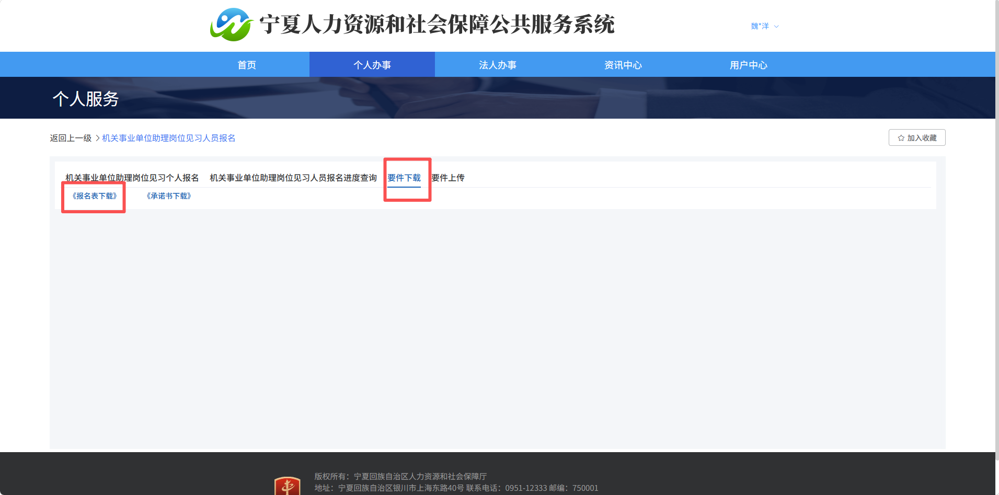 宁夏人力资源和社会保障公共服务系统
魏*洋
首页 个人办事 法人办事 资讯中心 用户中心
个人服务
返回上一级 > 机关事业单位助理岗位见习人员报名
加入收藏
机关事业单位助理岗位见习个人报名 机关事业单位助理岗位见习人员报名进度查询 要件下载 要件上传
《报名表下载》 《承诺书下载》
版权所有：宁夏回族自治区人力资源和社会保障厅
地址：宁夏回族自治区银川市上海东路40号 联系电话：0951-12333 邮编：750001